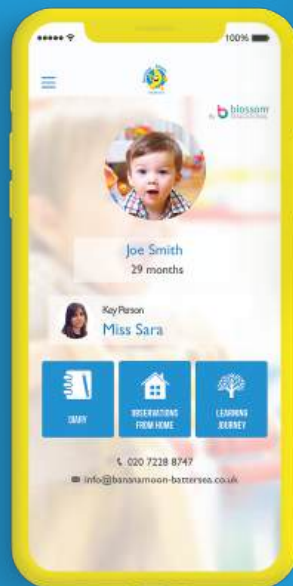 100%
by blossom
Joe Smith
29 months
Key Person
Miss Sara
DIARY
OBSERVATIONS
FROM HOME
LEARNING
JOURNEY
020 7228 8747
info@bananamoon-battersea.co.uk